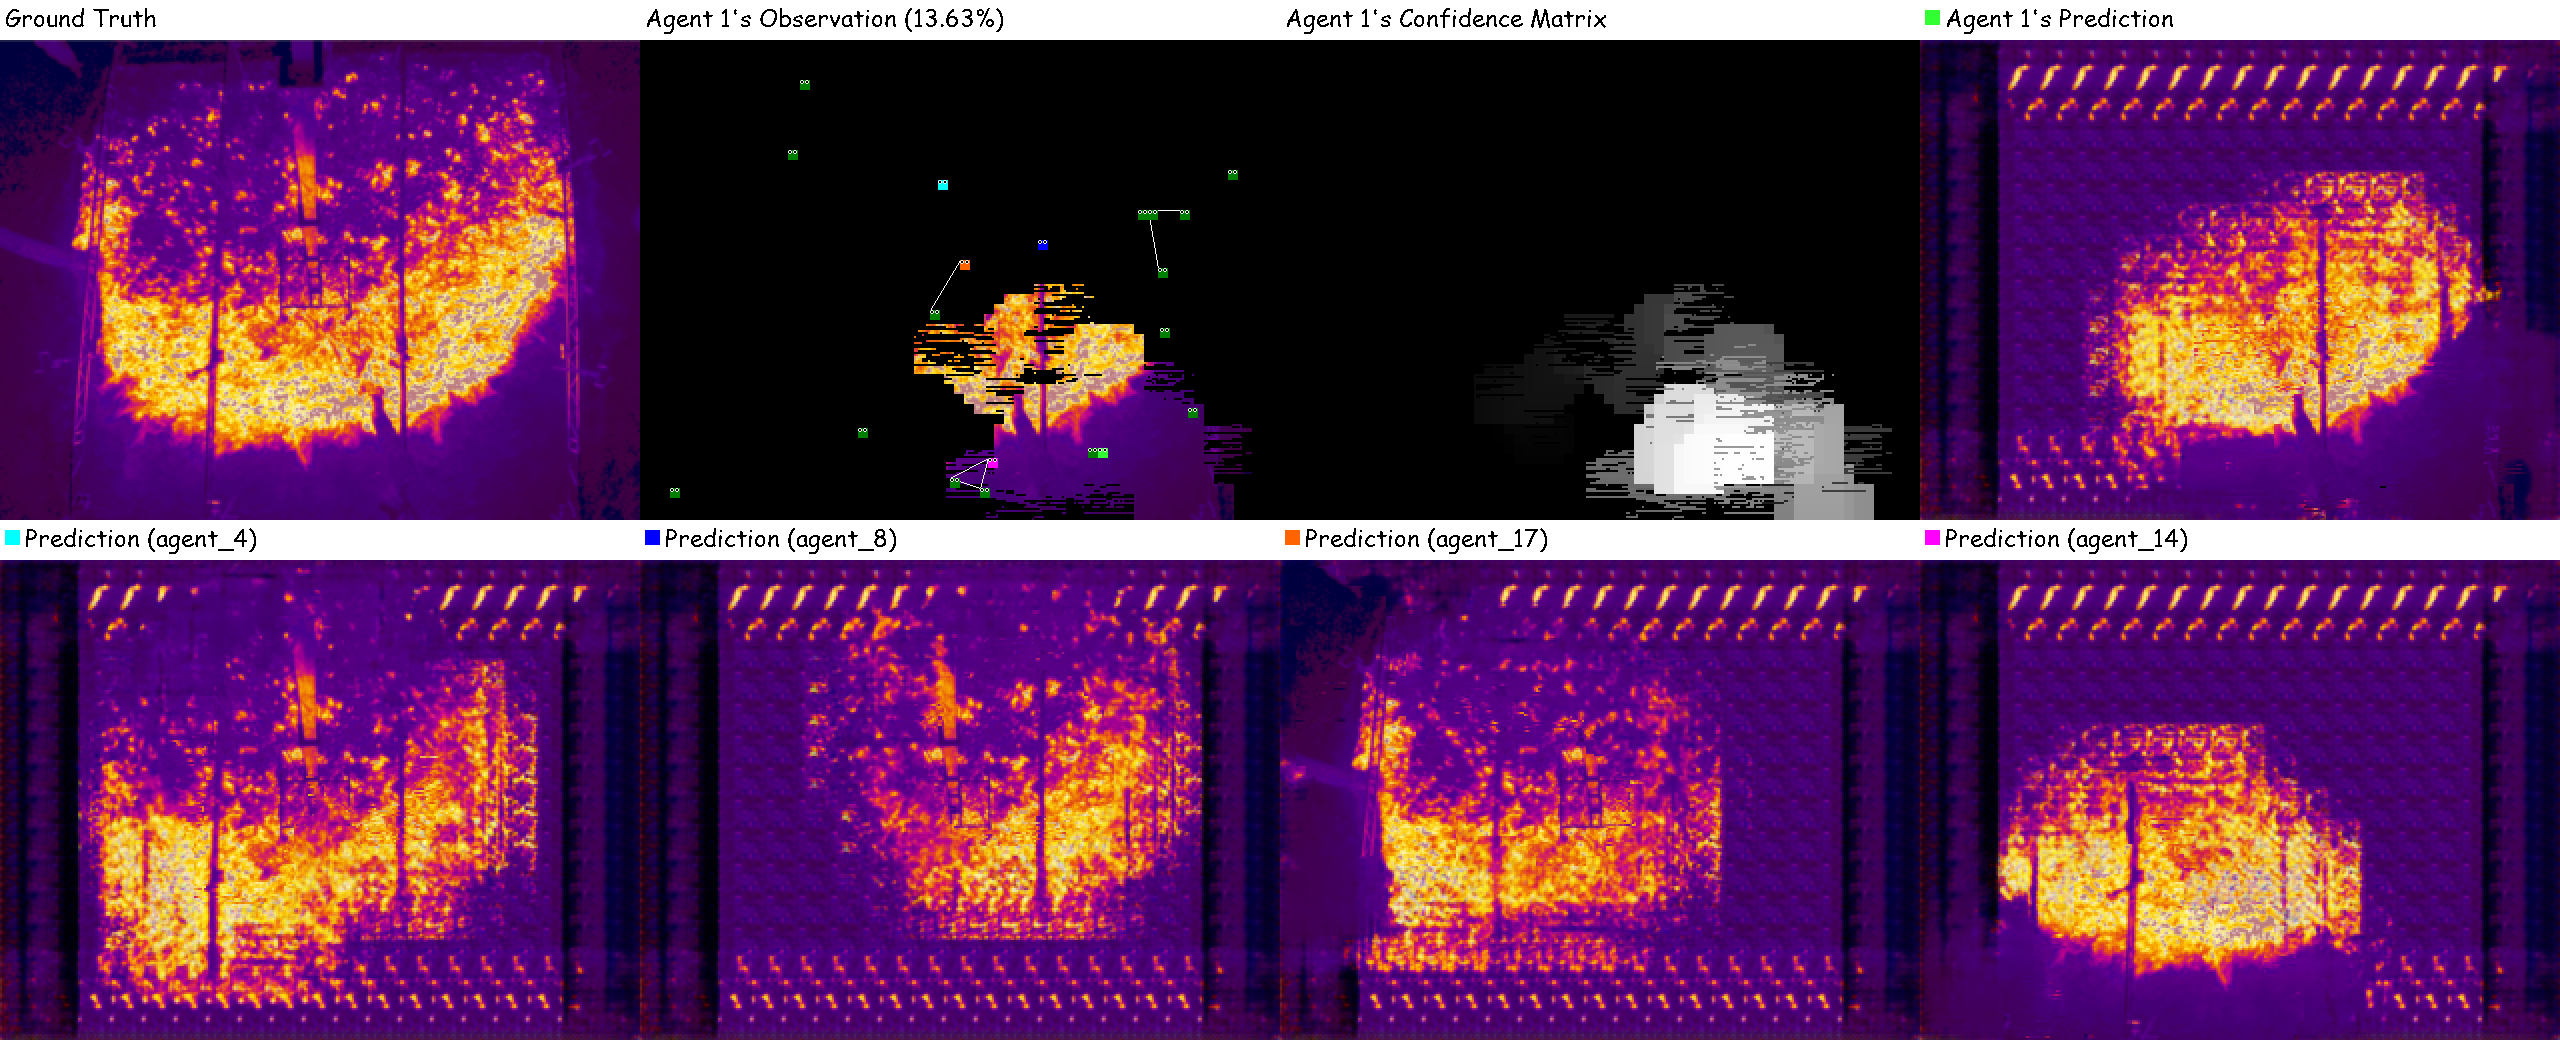 Ground Truth
Agent 1's Observation (13.63%)
Agent 1's Confidence Matrix
Agent 1's Prediction
Prediction (agent_4)
Prediction (agent_8)
Prediction (agent_17)
Prediction (agent_14)